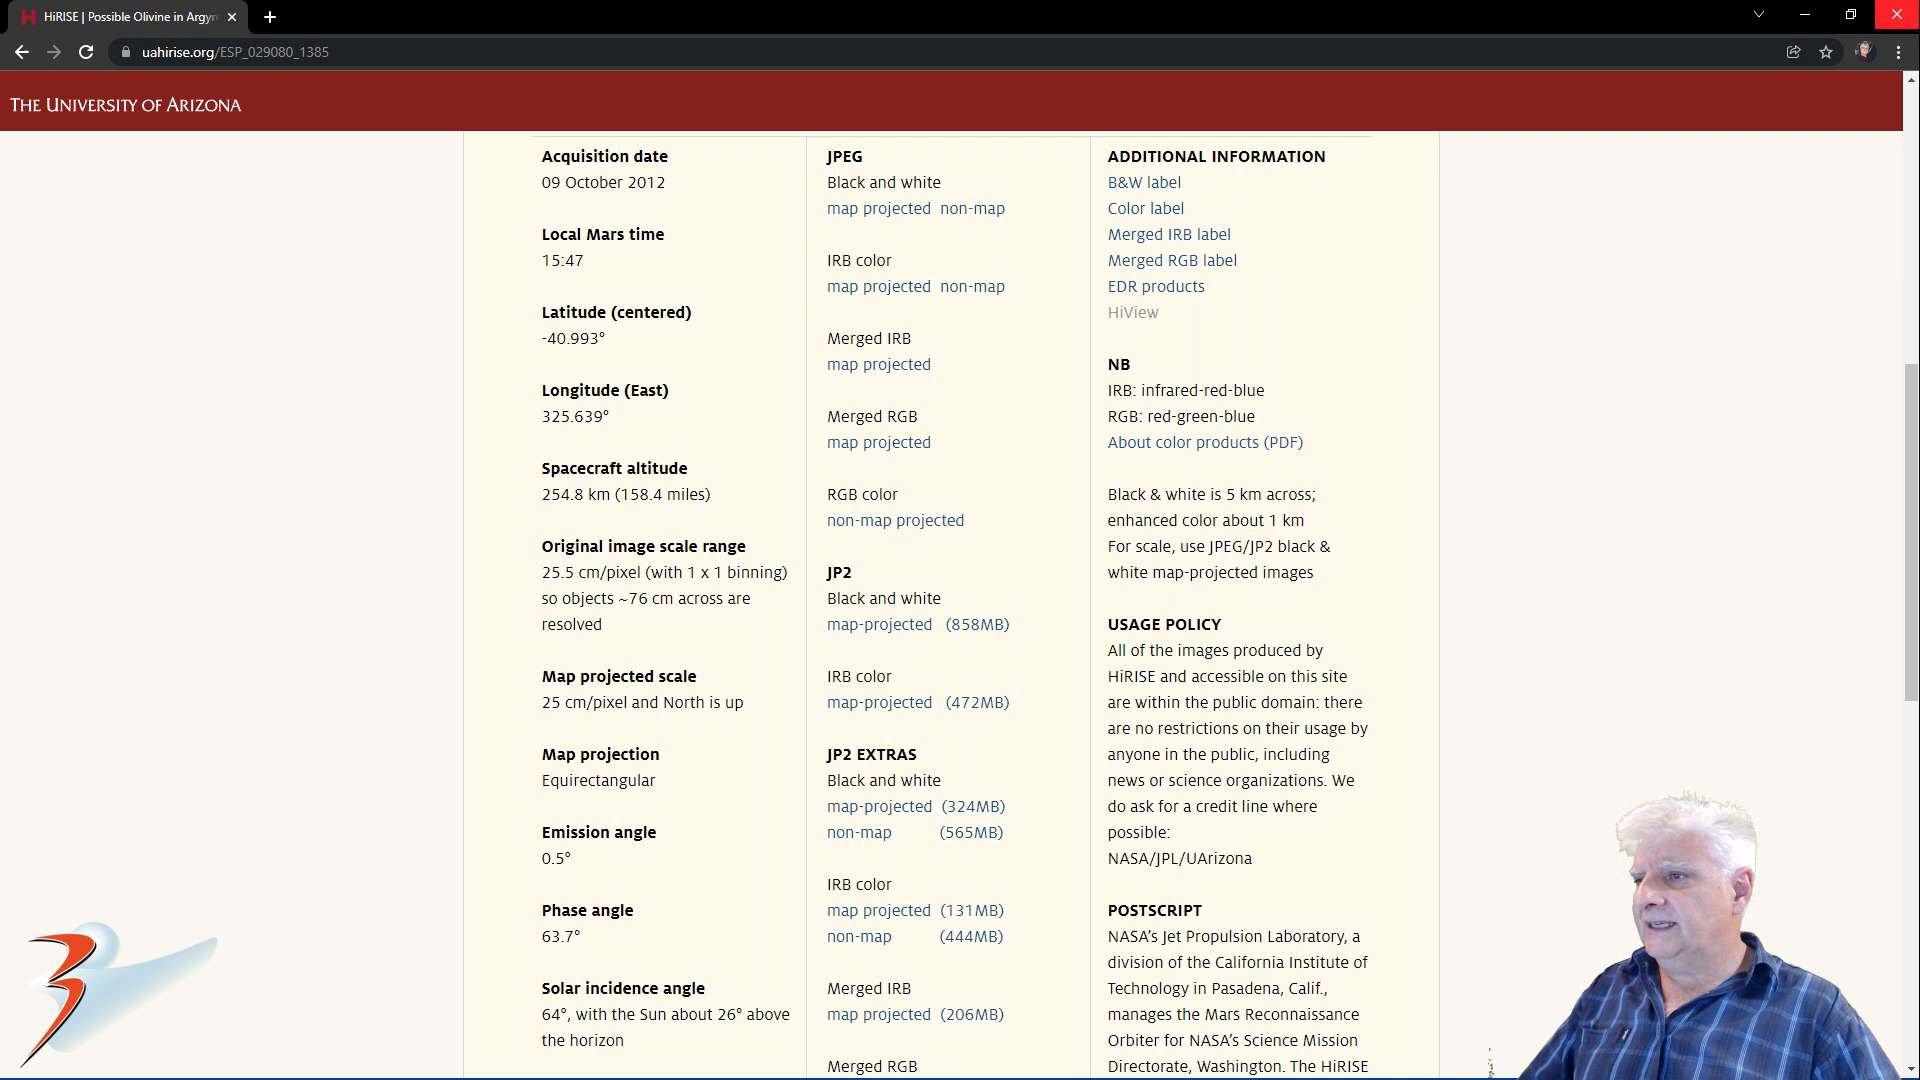 HiRISE | Possible Olivine in Argyr
uahirise.org/ESP_029080_1385
THE UNIVERSITY OF ARIZONA
Acquisition date
09 October 2012
Local Mars time
15:47
Latitude (centered)
-40.993°
Longitude (East)
325.639°
Spacecraft altitude
254.8 km (158.4 miles)
Original image scale range
25.5 cm/pixel (with 1 x 1 binning)
so objects ~76 cm across are
resolved
Map projected scale
25 cm/pixel and North is up
Map projection
Equirectangular
Emission angle
0.5°
Phase angle
63.7°
Solar incidence angle
64°, with the Sun about 26° above
the horizon
JPEG
Black and white
map projected non-map
IRB color
map projected non-map
Merged IRB
map projected
Merged RGB
map projected
RGB color
non-map projected
JP2
Black and white
map-projected (858MB)
IRB color
map-projected (472MB)
JP2 EXTRAS
Black and white
map-projected (324MB)
non-map (565MB)
IRB color
map projected (131MB)
non-map (444MB)
Merged IRB
map projected (206MB)
Merged RGB
ADDITIONAL INFORMATION
B&W label
Color label
Merged IRB label
Merged RGB label
EDR products
HiView
NB
IRB: infrared-red-blue
RGB: red-green-blue
About color products (PDF)
Black & white is 5 km across;
enhanced color about 1 km
For scale, use JPEG/JP2 black &
white map-projected images
USAGE POLICY
All of the images produced by
HiRISE and accessible on this site
are within the public domain: there
are no restrictions on their usage by
anyone in the public, including
news or science organizations. We
do ask for a credit line where
possible:
NASA/JPL/UArizona
POSTSCRIPT
NASA’s Jet Propulsion Laboratory, a
division of the California Institute of
Technology in Pasadena, Calif.,
manages the Mars Reconnaissance
Orbiter for NASA’s Science Mission
Directorate, Washington. The HiRISE